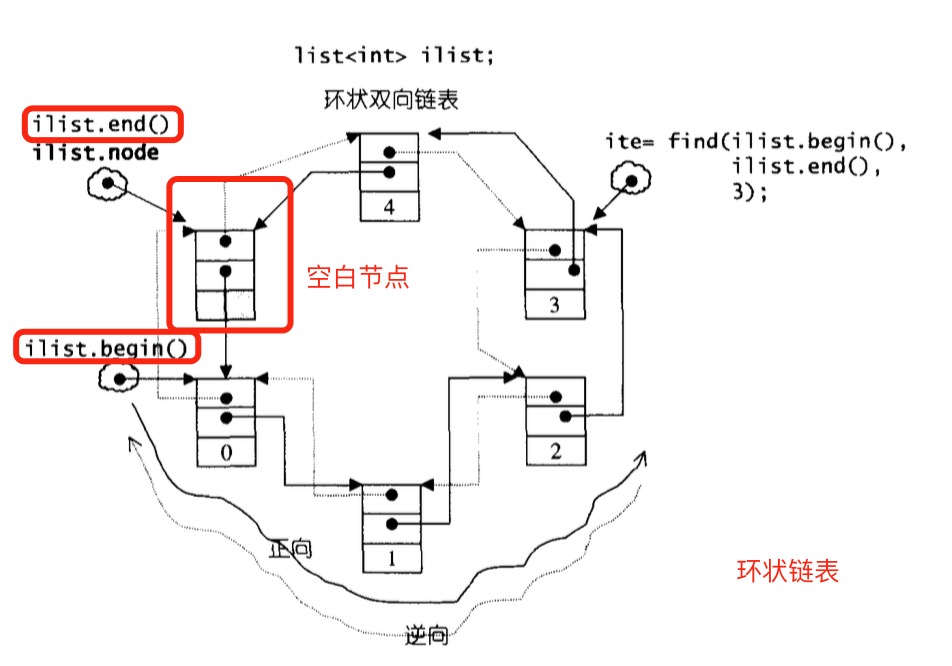 list<int> ilist;
环状双向链表
ilist.end()
ilist.node
ite= find(ilist.begin(),
ilist.end(),
3);
4
空白节点
3
ilist.begin()
0
2
1
正向
环状链表
逆向